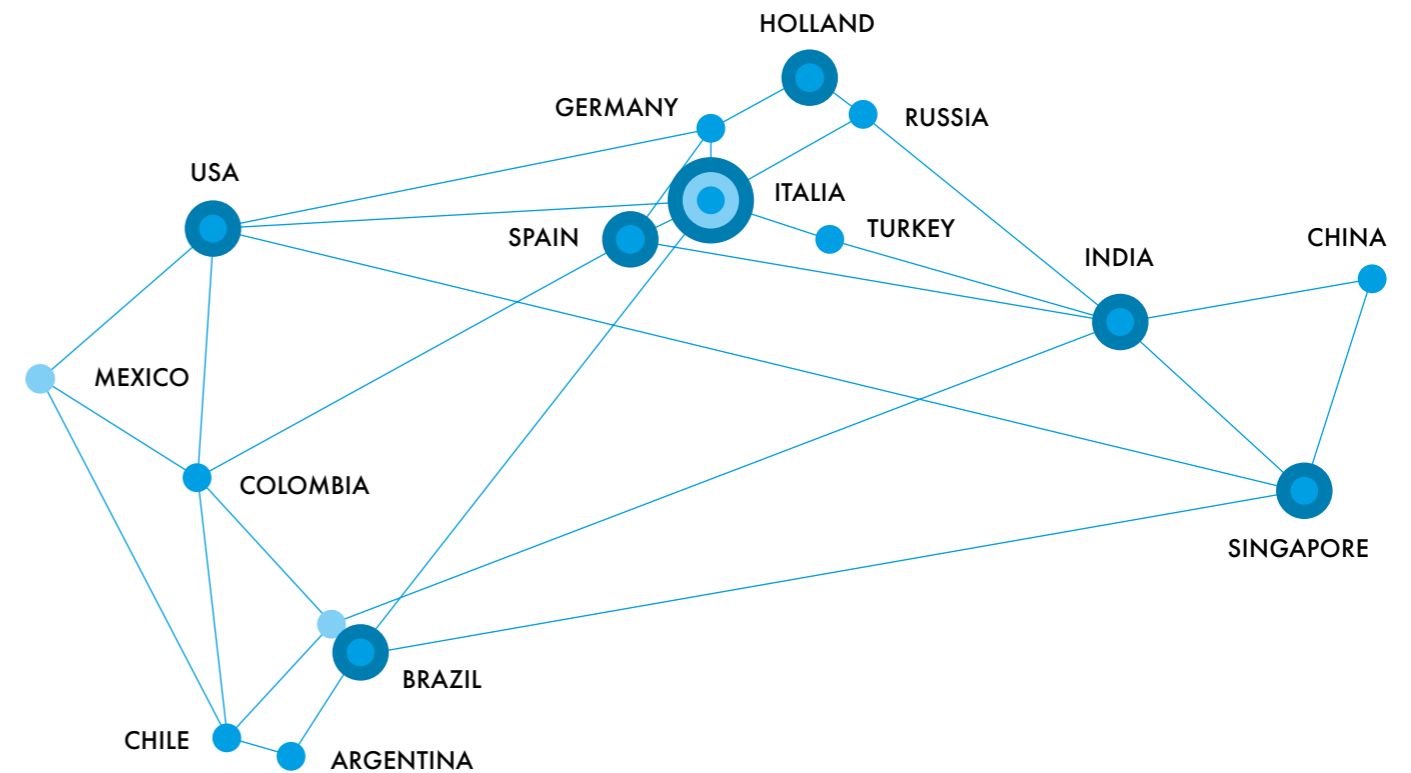 HOLLAND
GERMANY
RUSSIA
USA
ITALIA
TURKEY
SPAIN
CHINA
INDIA
MEXICO
COLOMBIA
SINGAPORE
BRAZIL
CHILE
ARGENTINA